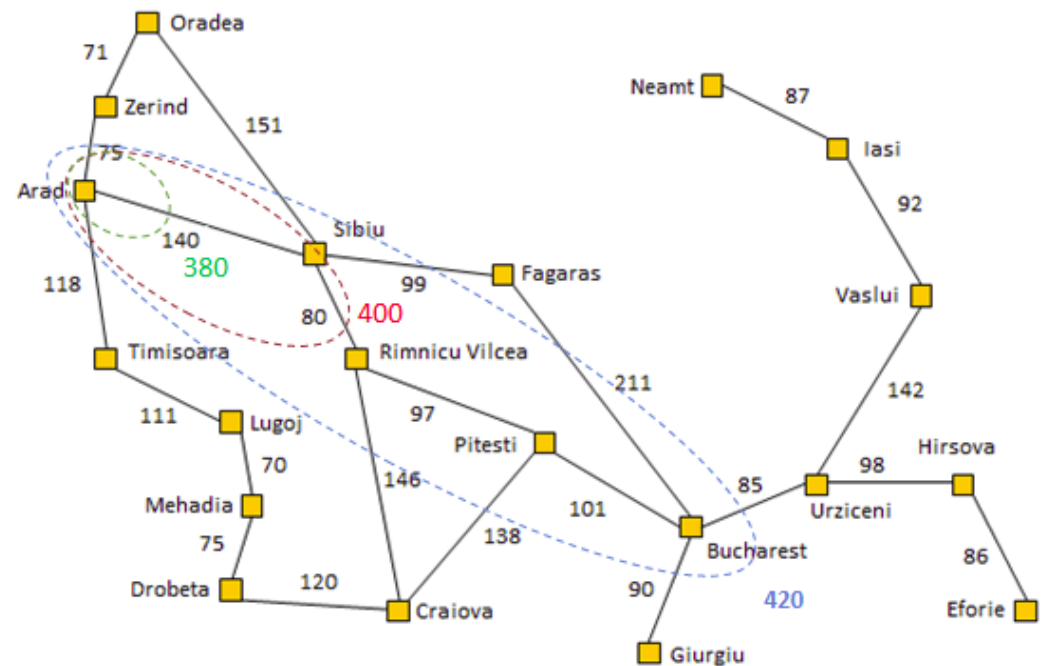 Oradea
71
Neamt
87
Zerind
151
Iasi
75
Arad
92
Sibiu
140
380
118
99
Fagaras
Vaslui
80
400
Timisoara
Rimnicu Vilcea
211
142
111
97
Lugoj
Pitesti
Hirsova
70
98
146
85
Mehadia
101
Urziceni
75
138
Bucharest
86
Drobeta
120
90
420
Craiova
Eforie
Giurgiu